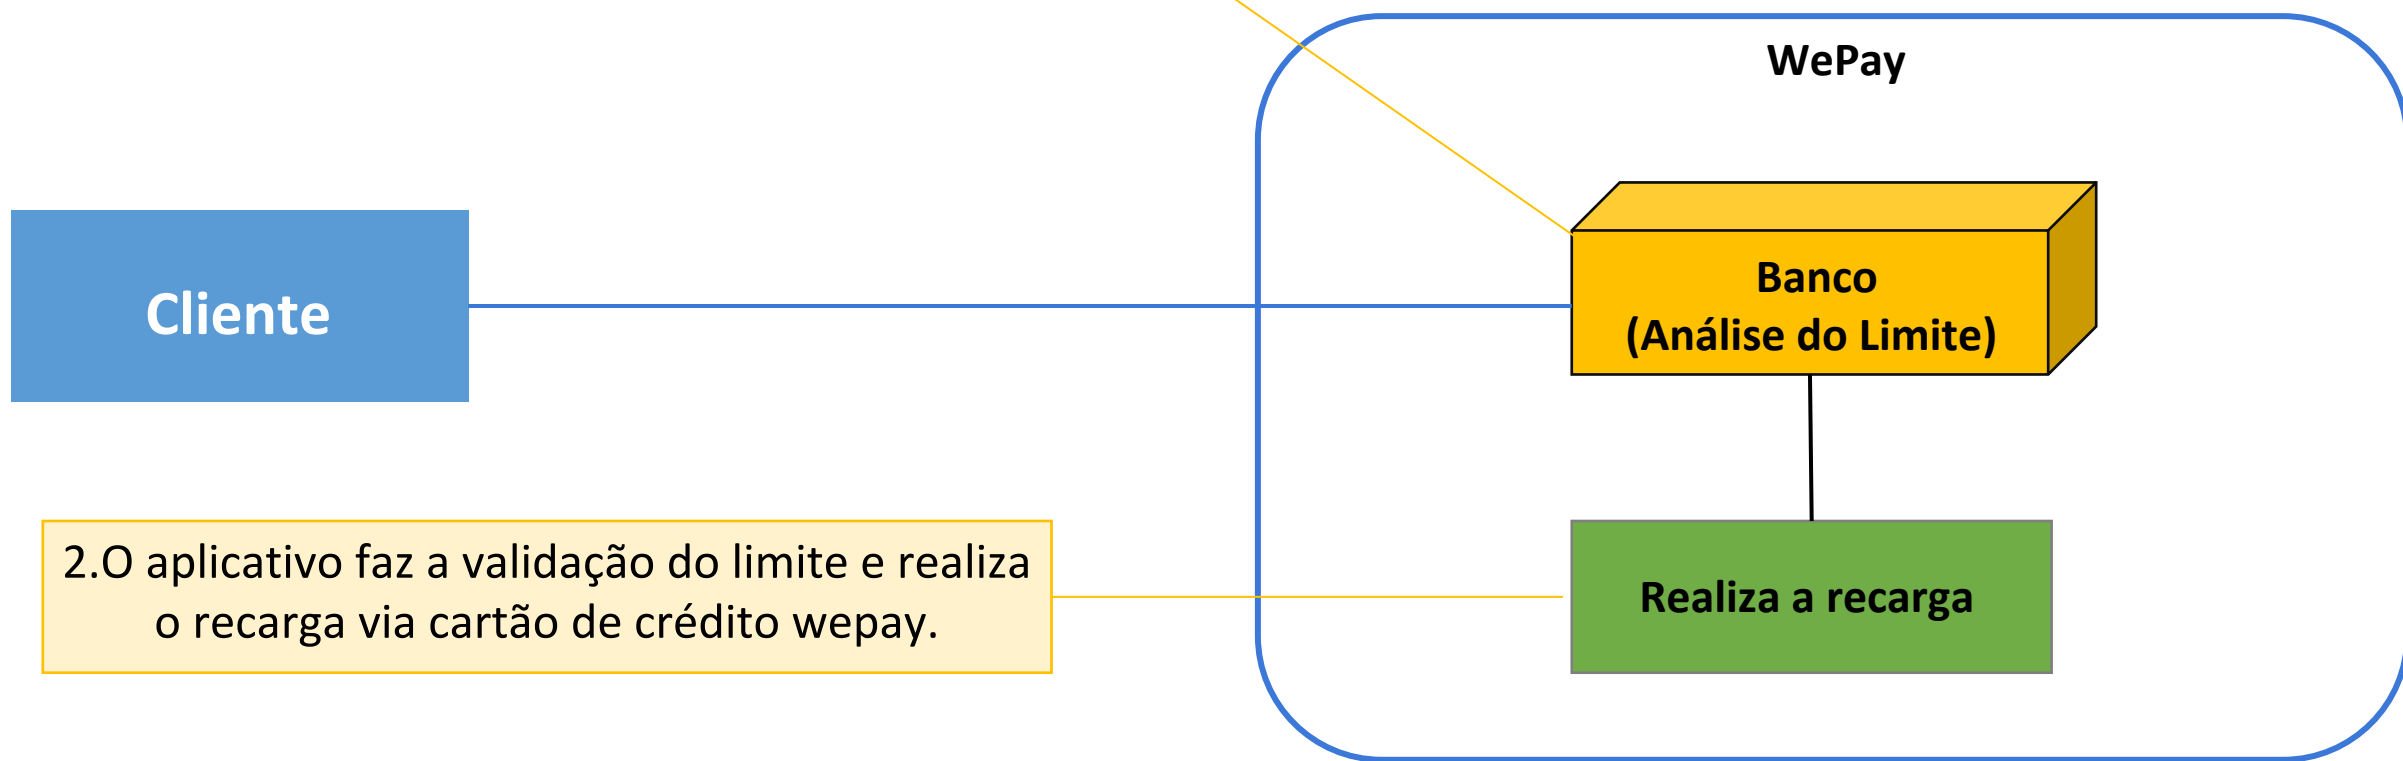 WePay
Cliente
Banco
(Análise do Limite)
2.O aplicativo faz a validação do limite e realiza
o recarga via cartão de crédito wepay.
Realiza a recarga